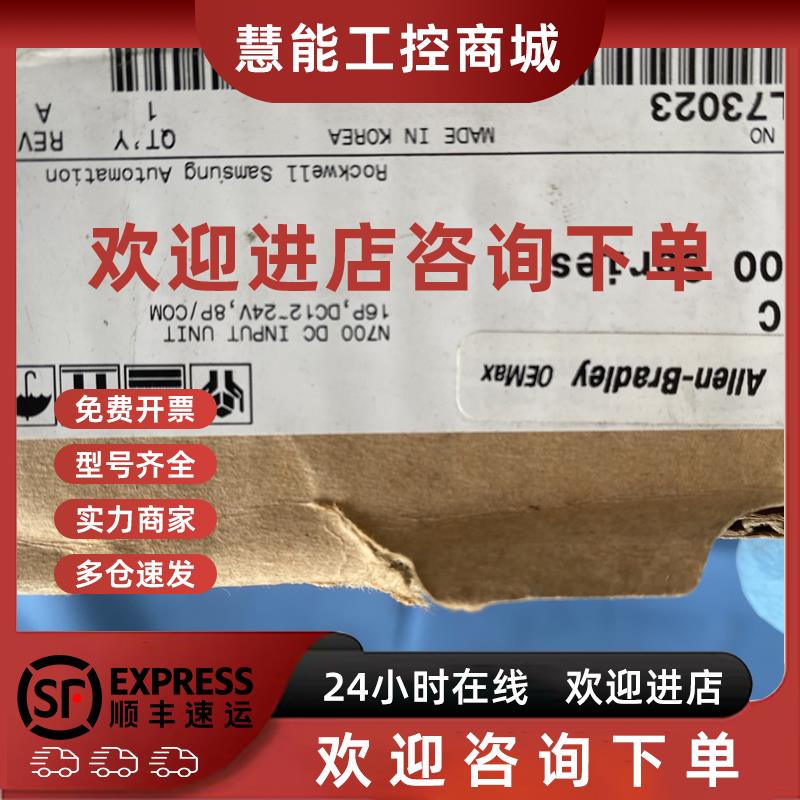 慧能工控商城
L73023
NO
MADE IN KOREA
QT'Y
1
REV
A
Rockwell Samsung Automation
欢迎进店咨询下单
00 Series
C
N700 DC INPUT UNIT
16P,DC12~24V,8P/COM
Allen-Bradley OEMax
免费开票
型号齐全
实力商家
多仓速发
SF EXPRESS
顺丰速运
24小时在线 欢迎进店
欢迎咨询下单